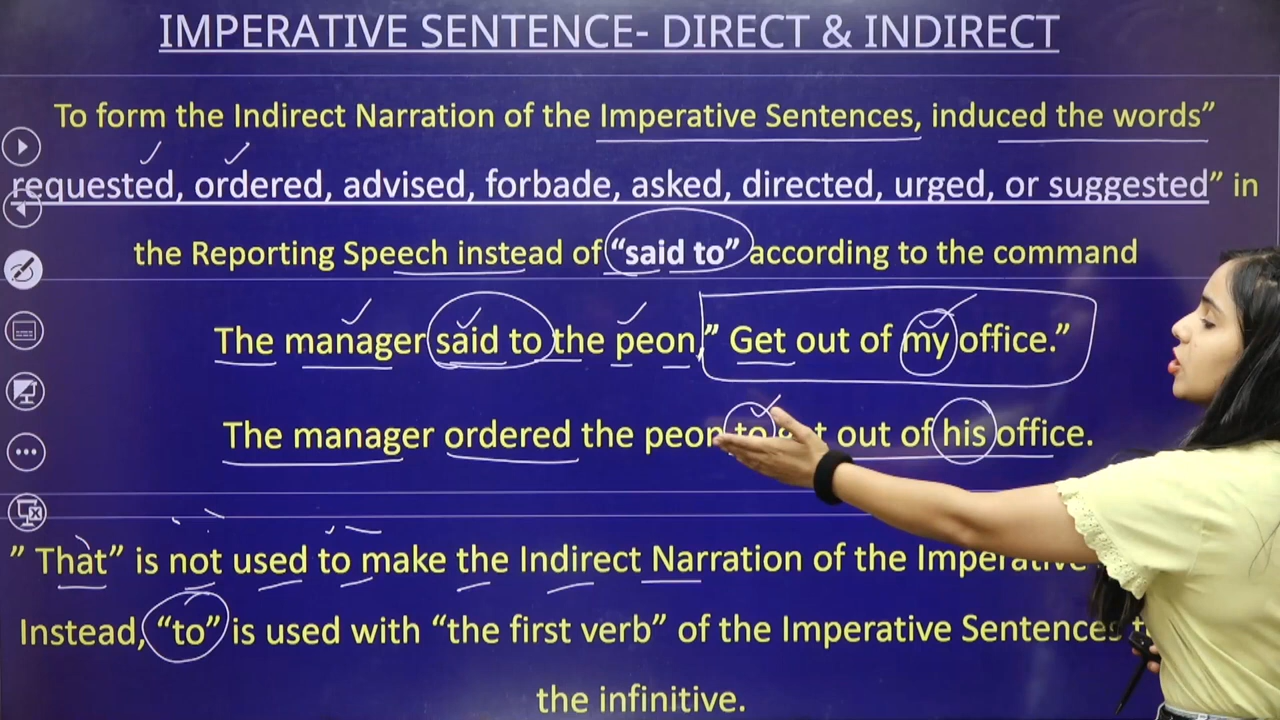 IMPERATIVE SENTENCE- DIRECT & INDIRECT
To form the Indirect Narration of the Imperative Sentences, induced the words”
requested, ordered, advised, forbade, asked, directed, urged, or suggested” in
the Reporting Speech instead of “said to” according to the command
The manager said to the peon,” Get out of my office.”
The manager ordered the peon to get out of his office.
” That” is not used to make the Indirect Narration of the Imperative
Instead, “to” is used with “the first verb” of the Imperative Sentences
the infinitive.